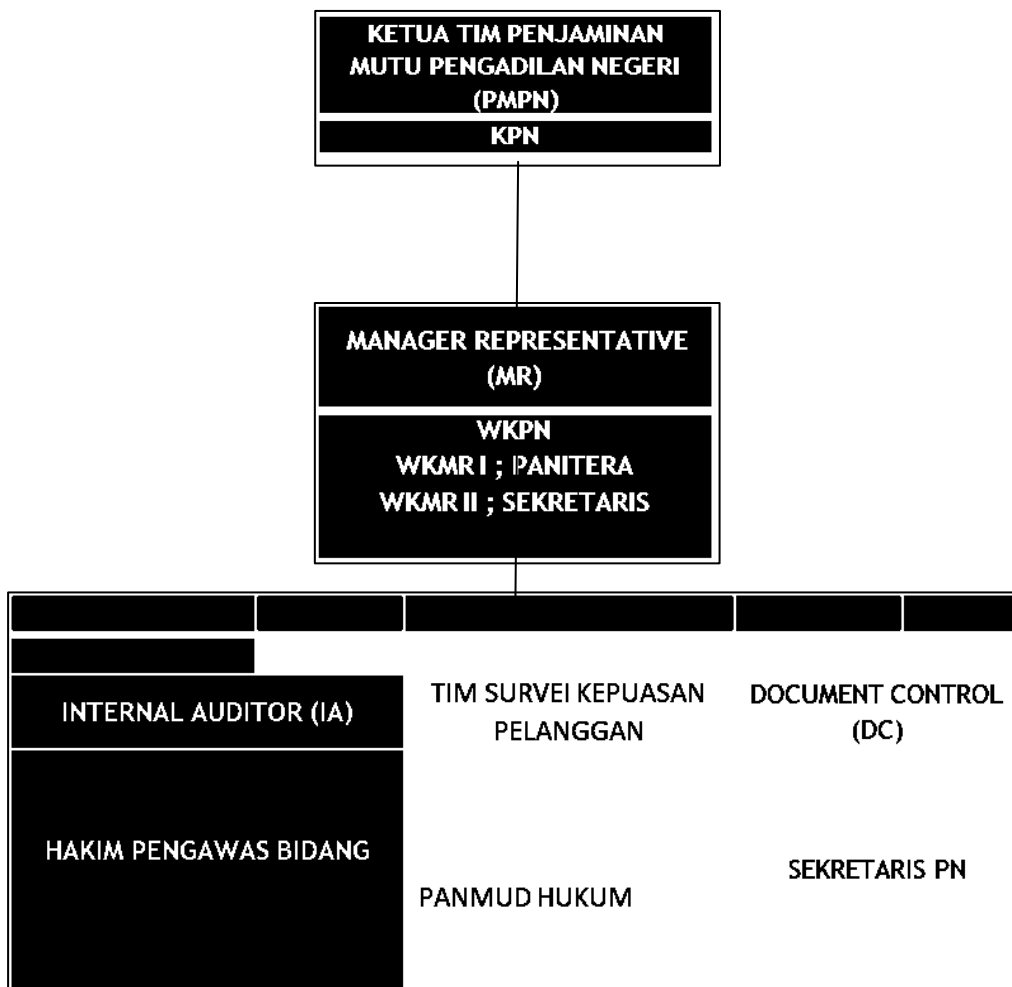 KETUA TIM PENJAMINAN
MUTU PENGADILAN NEGERI
(PMPN)
KPN
MANAGER REPRESENTATIVE
(MR)
WKPN
WKMR I ; PANITERA
WKMR II ; SEKRETARIS
INTERNAL AUDITOR (IA)
TIM SURVEI KEPUASAN
PELANGGAN
DOCUMENT CONTROL
(DC)
HAKIM PENGAWAS BIDANG
PANMUD HUKUM
SEKRETARIS PN